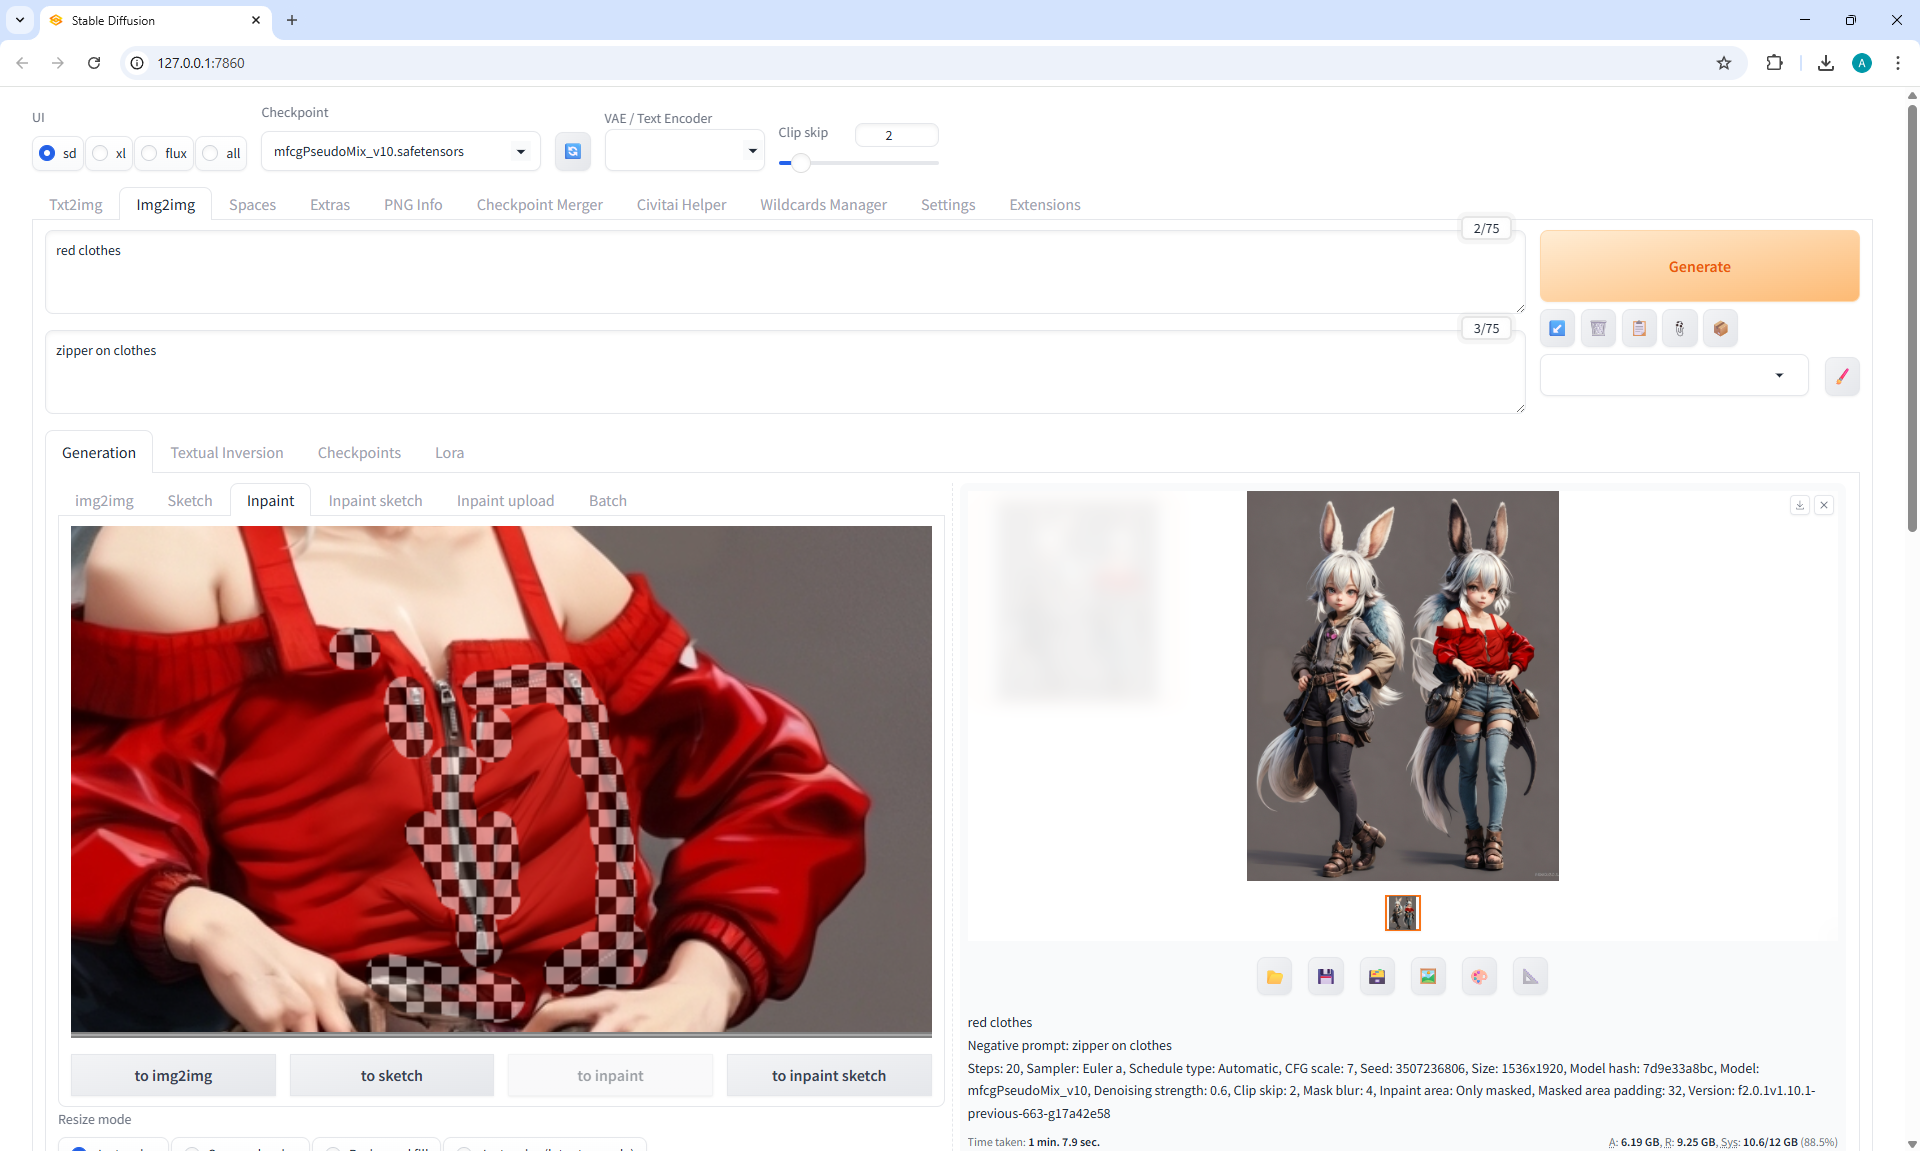 Stable Diffusion
127.0.0.1:7860
A
UI
sd
xl
flux
all
Checkpoint
mfcgPseudoMix_v10.safetensors
VAE / Text Encoder
Clip skip
2
Txt2img
Img2img
Spaces
Extras
PNG Info
Checkpoint Merger
Civitai Helper
Wildcards Manager
Settings
Extensions
2/75
red clothes
Generate
3/75
zipper on clothes
Generation
Textual Inversion
Checkpoints
Lora
img2img
Sketch
Inpaint
Inpaint sketch
Inpaint upload
Batch
to img2img
to sketch
to inpaint
to inpaint sketch
Resize mode
red clothes
Negative prompt: zipper on clothes
Steps: 20, Sampler: Euler a, Schedule type: Automatic, CFG scale: 7, Seed: 3507236806, Size: 1536x1920, Model hash: 7d9e33a8bc, Model:
mfcgPseudoMix_v10, Denoising strength: 0.6, Clip skip: 2, Mask blur: 4, Inpaint area: Only masked, Masked area padding: 32, Version: f2.0.1v1.10.1-
previous-663-g17a42e58
Time taken: 1 min. 7.9 sec.
A: 6.19 GB, R: 9.25 GB, Sys: 10.6/12 GB (88.5%)